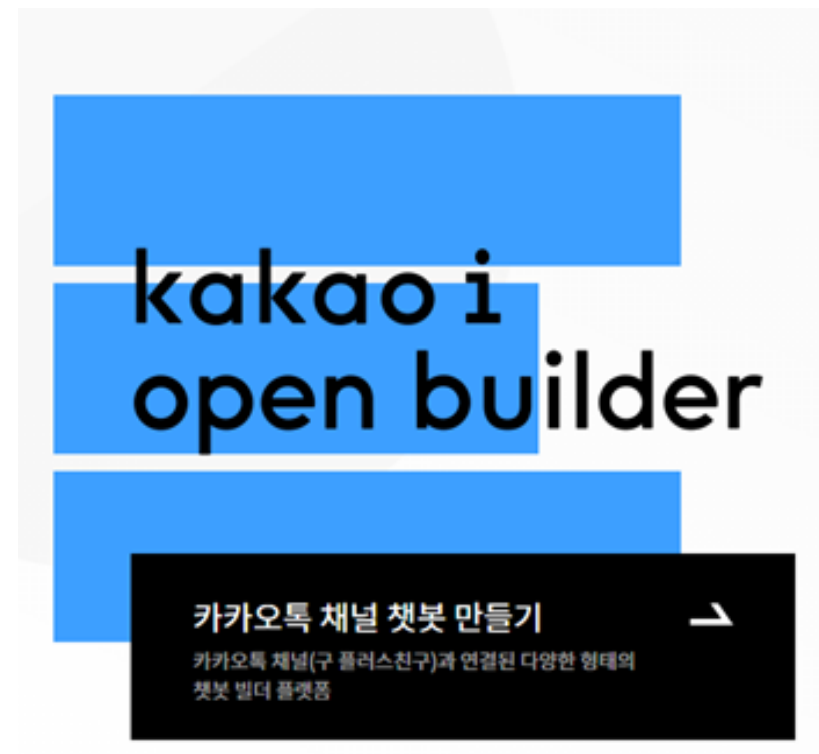 kakao i
open builder
카카오톡 채널 챗봇 만들기
카카오톡 채널(구 플러스친구)과 연결된 다양한 형태의
챗봇 빌더 플랫폼